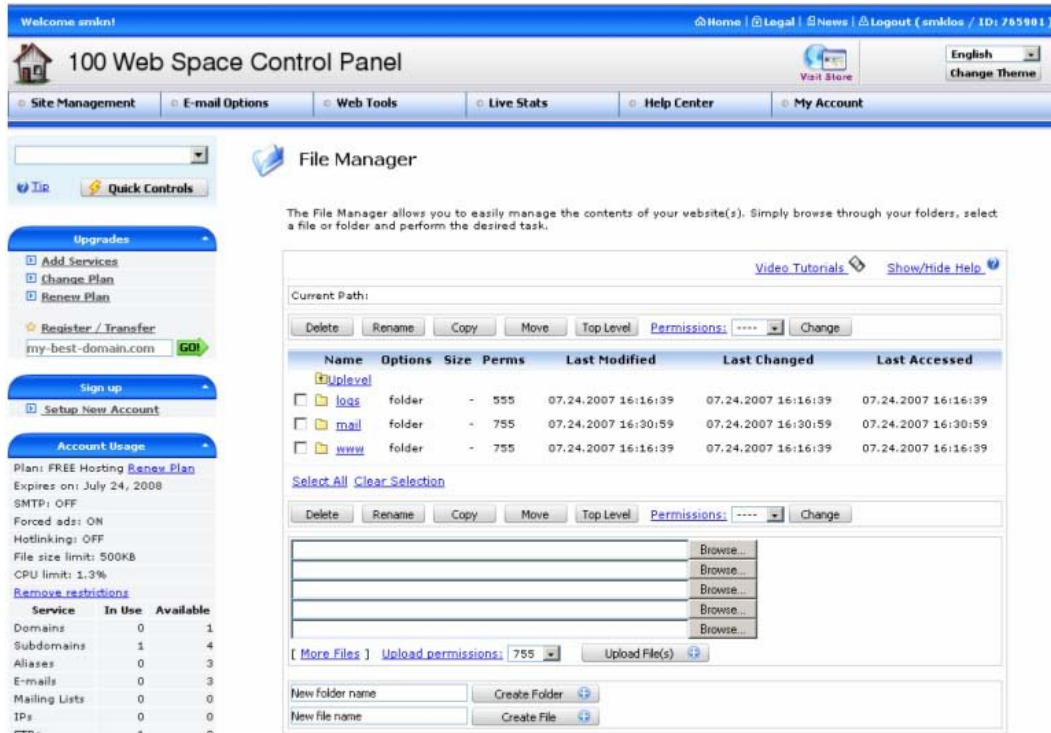 Welcome smkn!
Home | Legal | News | Logout ( smklos / ID: 765901 )
100 Web Space Control Panel
Visit Store
English
Change Theme
Site Management
E-mail Options
Web Tools
Live Stats
Help Center
My Account
Tip
Quick Controls
File Manager
The File Manager allows you to easily manage the contents of your website(s). Simply browse through your folders, select
a file or folder and perform the desired task.
Upgrades
Add Services
Change Plan
Renew Plan
Register / Transfer
my-best-domain.com GO!
Sign up
Setup New Account
Account Usage
Plan: FREE Hosting Renew Plan
Expires on: July 24, 2008
SMTP: OFF
Forced ads: ON
Hotlinking: OFF
File size limit: 500KB
CPU limit: 1.3%
Remove restrictions
Service In Use Available
Domains 0 1
Subdomains 1 4
Aliases 0 3
E-mails 0 3
Mailing Lists 0 0
IPs 0 0
Video Tutorials Show/Hide Help
Current Path:
Delete Rename Copy Move Top Level Permissions: ---- Change
Name Options Size Perms Last Modified Last Changed Last Accessed
Uplevel
logs folder - 555 07.24.2007 16:16:39 07.24.2007 16:16:39 07.24.2007 16:16:39
mail folder - 755 07.24.2007 16:30:59 07.24.2007 16:30:59 07.24.2007 16:30:59
www folder - 755 07.24.2007 16:16:39 07.24.2007 16:16:39 07.24.2007 16:16:39
Select All Clear Selection
Delete Rename Copy Move Top Level Permissions: ---- Change
Browse...
Browse...
Browse...
Browse...
Browse...
[ More Files ] Upload permissions: 755 Upload File(s)
New folder name Create Folder
New file name Create File